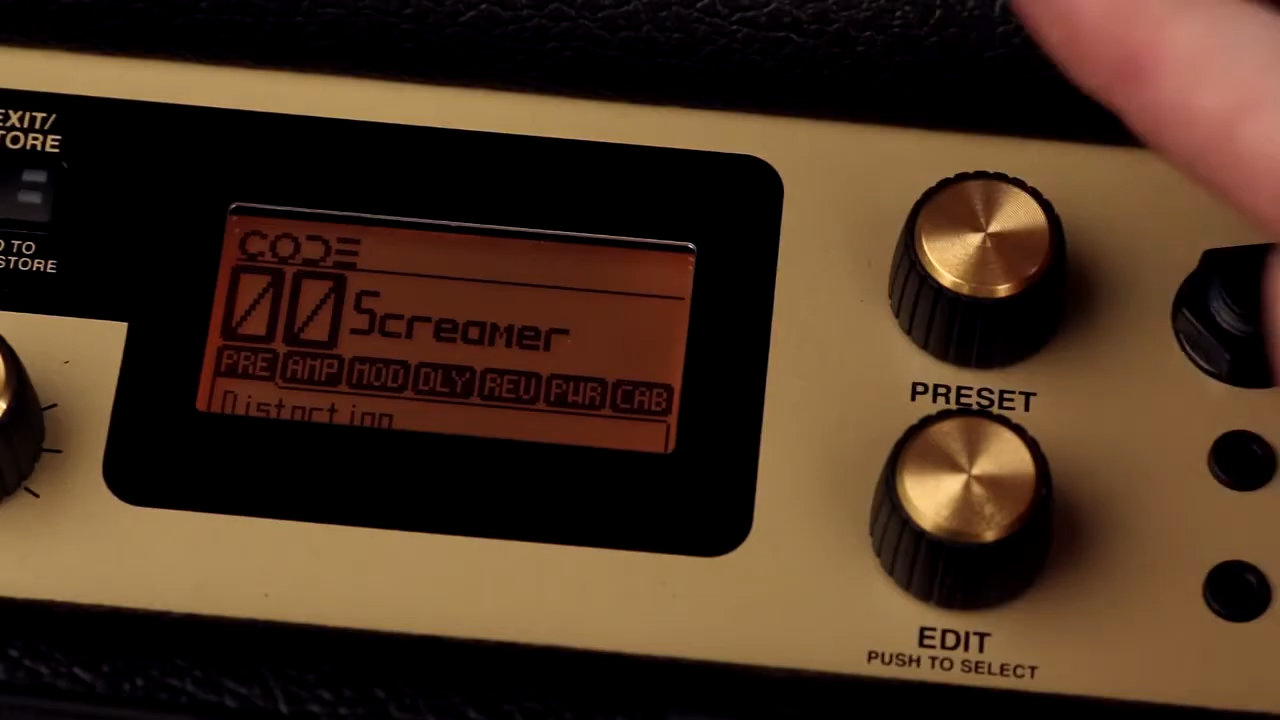 EXIT/
STORE
TO
STORE
CODE
00 Screamer
PRE AMP MOD DLY REV PWR CAB
Distortion
PRESET
EDIT
PUSH TO SELECT